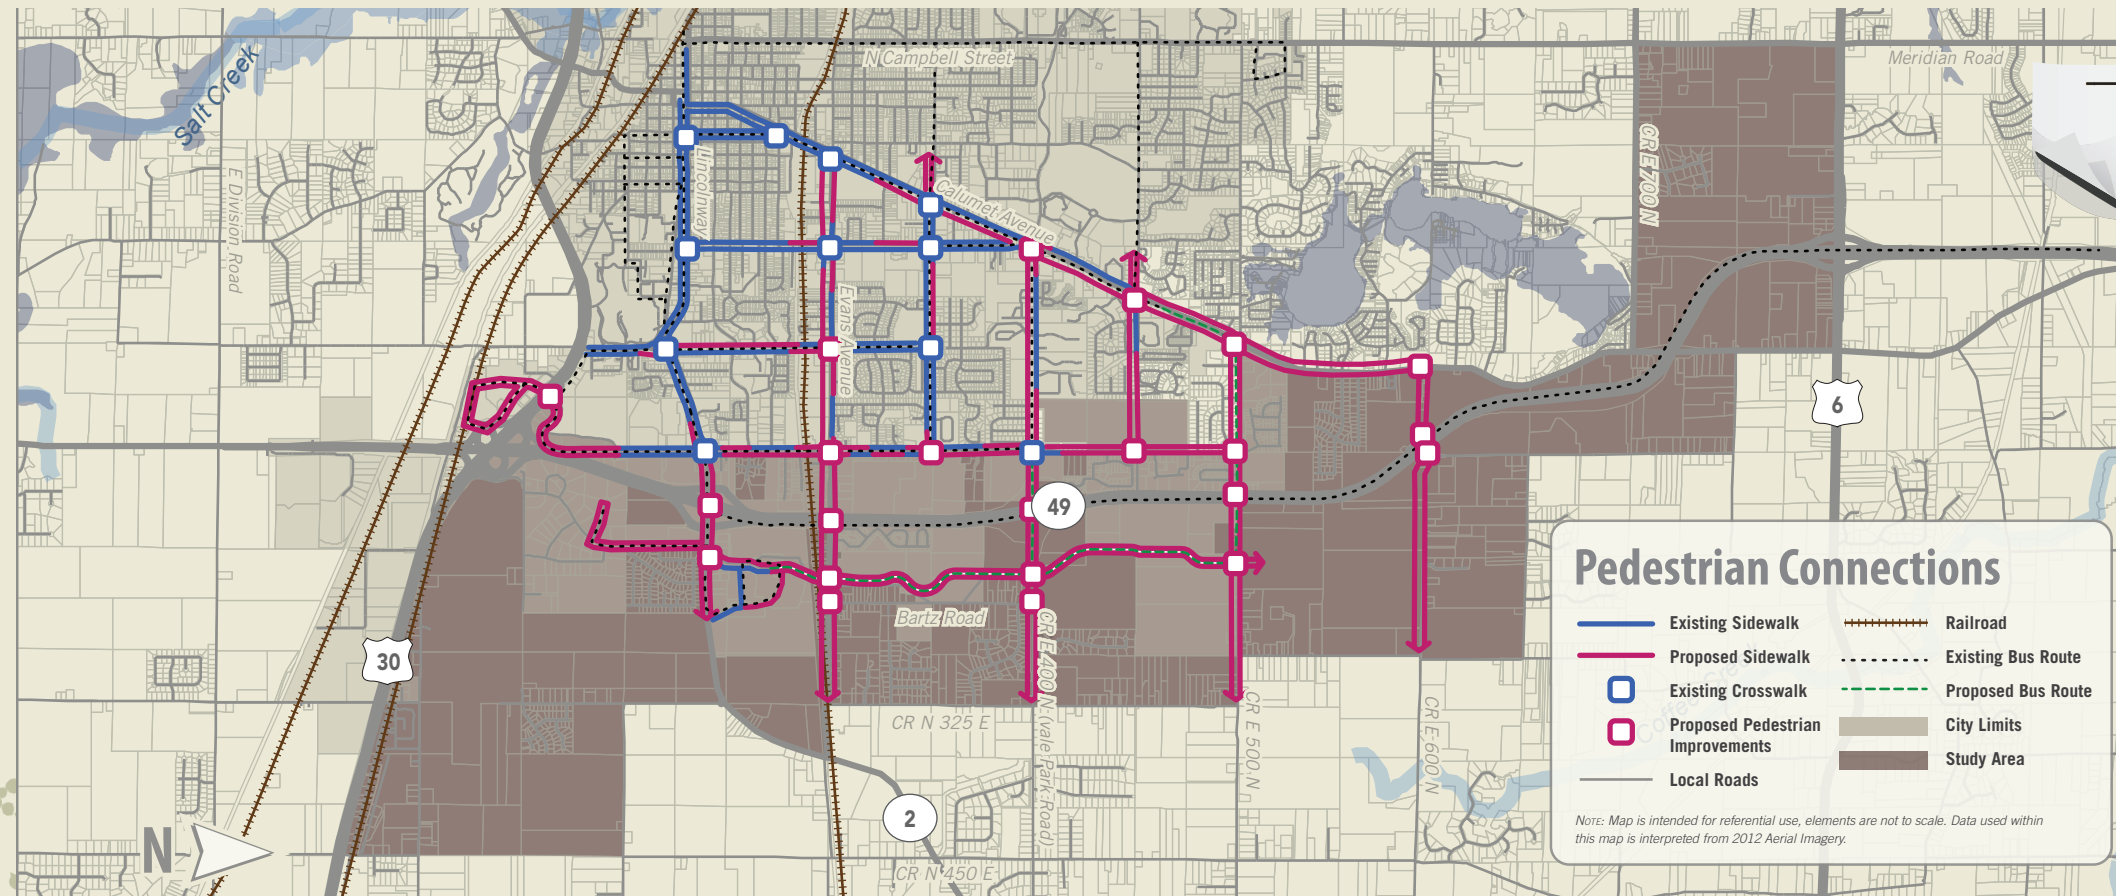 Salt Creek
N Campbell Street
Meridian Road
E Division Road
Lincolnway
Calumet Avenue
CR E 700 N
Evans Avenue
6
49
30
Bartz Road
CR N 325 E
CR E 400 N (vale Park Road)
CR E 500 N
CR E 600 N
2
CR N 450 E
N
Pedestrian Connections
Existing Sidewalk
Proposed Sidewalk
Existing Crosswalk
Proposed Pedestrian
Improvements
Local Roads
Railroad
Existing Bus Route
Proposed Bus Route
City Limits
Study Area
Note: Map is intended for referential use, elements are not to scale. Data used within
this map is interpreted from 2012 Aerial Imagery.